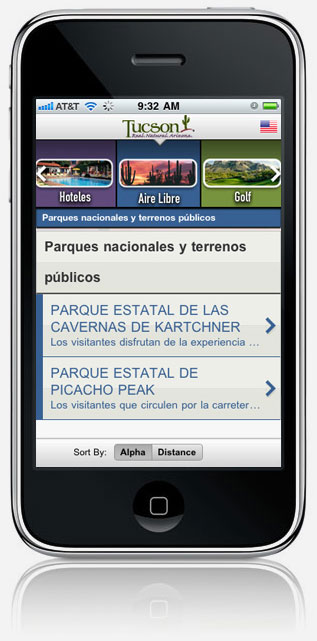 AT&T 9:32 AM
Tucson
Real. Natural. Arizona.
Hoteles Aire Libre Golf
Parques nacionales y terrenos públicos
Parques nacionales y terrenos
públicos
PARQUE ESTATAL DE LAS
CAVERNAS DE KARTCHNER
Los visitantes disfrutan de la experiencia ...
PARQUE ESTATAL DE
PICACHO PEAK
Los visitantes que circulen por la carreter...
Sort By: Alpha Distance